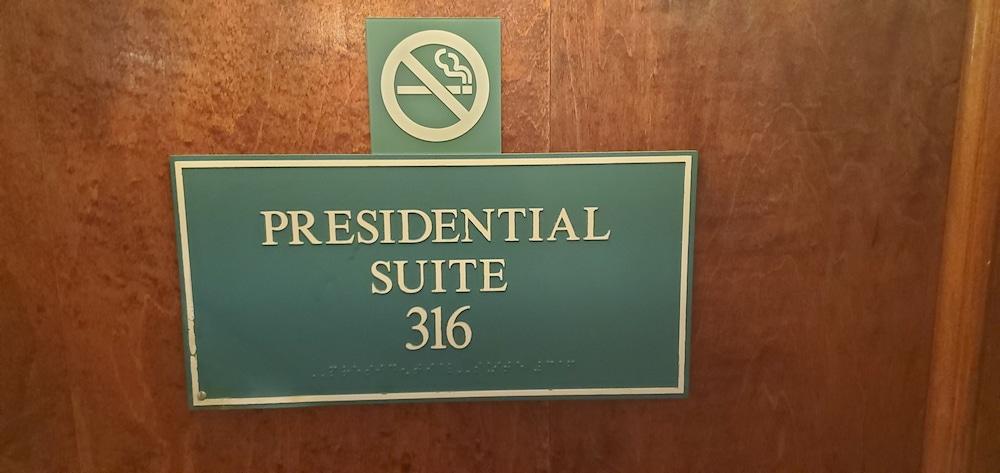 PRESIDENTIAL
SUITE
316